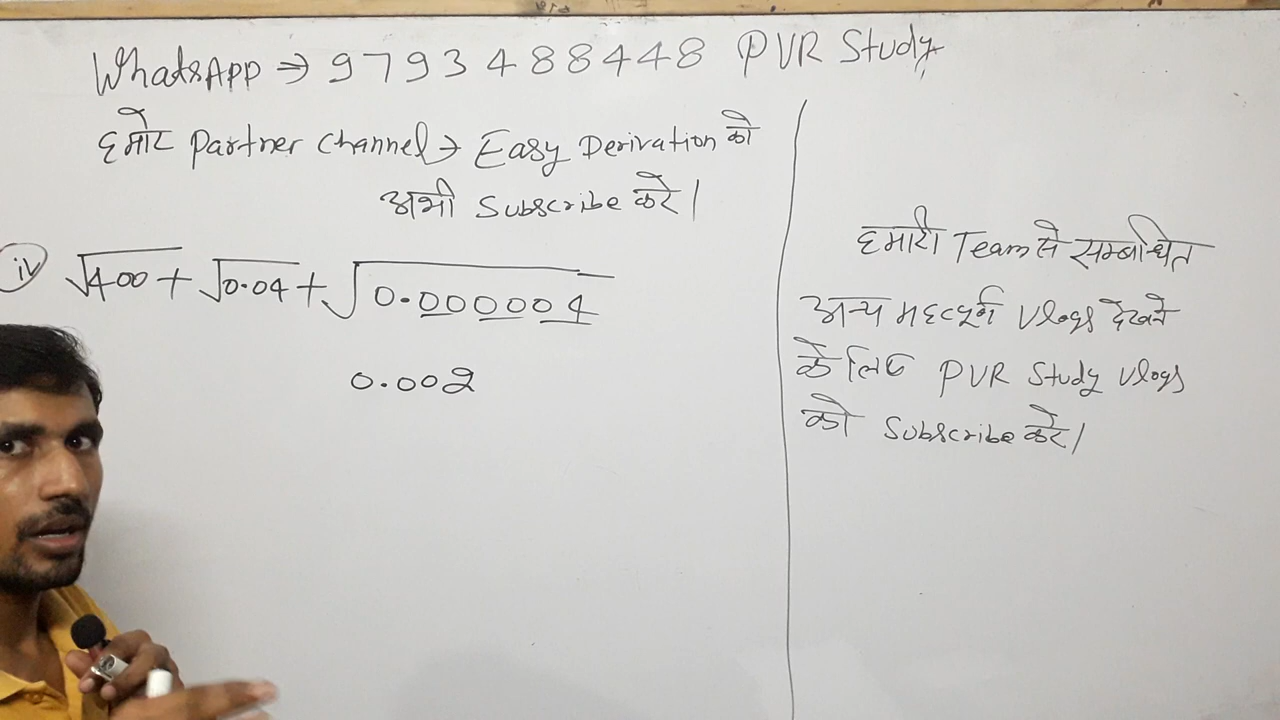 WhatsApp → 9793488448 PVR Study
हमारे Partner Channel → Easy Derivation को
अभी Subscribe करे।
iv √400 + √0.04 + √0.000004
0.002
हमारी Team से सम्बन्धित
अन्य महत्वपूर्ण Vlogs देखने
के लिए PVR Study Vlogs
को Subscribe करे।